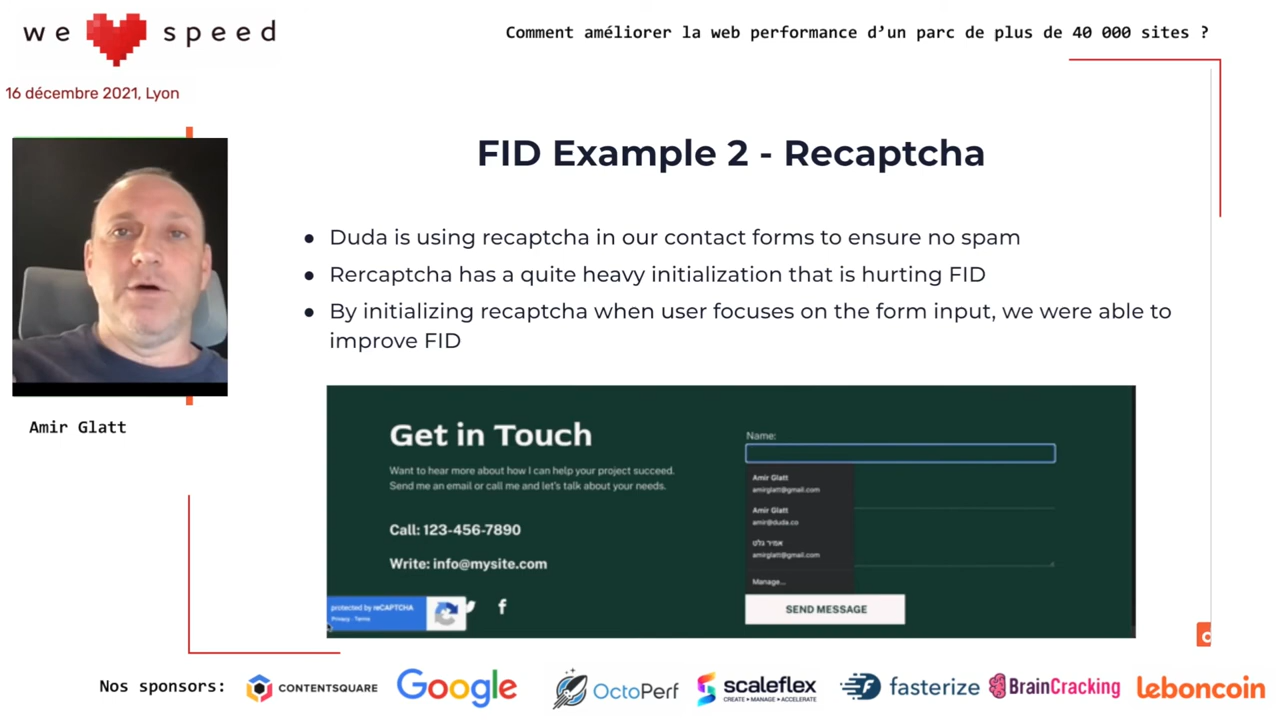 we speed
Comment améliorer la web performance d’un parc de plus de 40 000 sites ?
16 décembre 2021, Lyon
FID Example 2 - Recaptcha
• Duda is using recaptcha in our contact forms to ensure no spam
• Rercaptcha has a quite heavy initialization that is hurting FID
• By initializing recaptcha when user focuses on the form input, we were able to
improve FID
Amir Glatt
Get in Touch
Want to hear more about how I can help your project succeed.
Send me an email or call me and let's talk about your needs.
Call: 123-456-7890
Write: info@mysite.com
protected by reCAPTCHA
Privacy - Terms
Name:
Amir Glatt
amirglatt@gmail.com
Amir Glatt
amir@duda.co
אמיר גלט
amirglatt@gmail.com
Manage...
SEND MESSAGE
Nos sponsors:
CONTENTSQUARE
Google
OctoPerf
scaleflex
CREATE • MANAGE • ACCELERATE
fasterize
BrainCracking
leboncoin